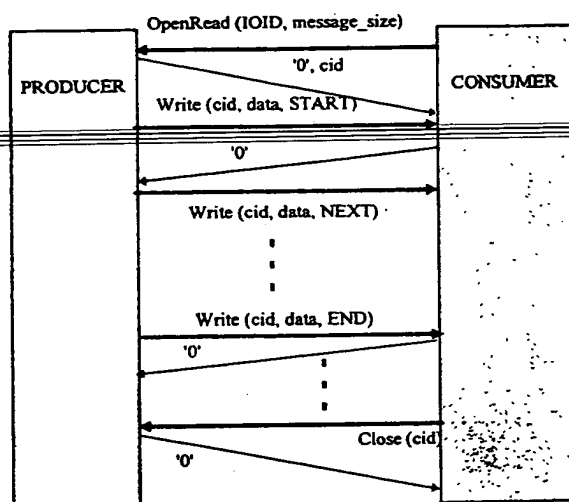 OpenRead (IOID, message_size)
'0', cid
PRODUCER
CONSUMER
Write (cid, data, START)
'0'
Write (cid, data, NEXT)
Write (cid, data, END)
'0'
Close (cid)
'0'